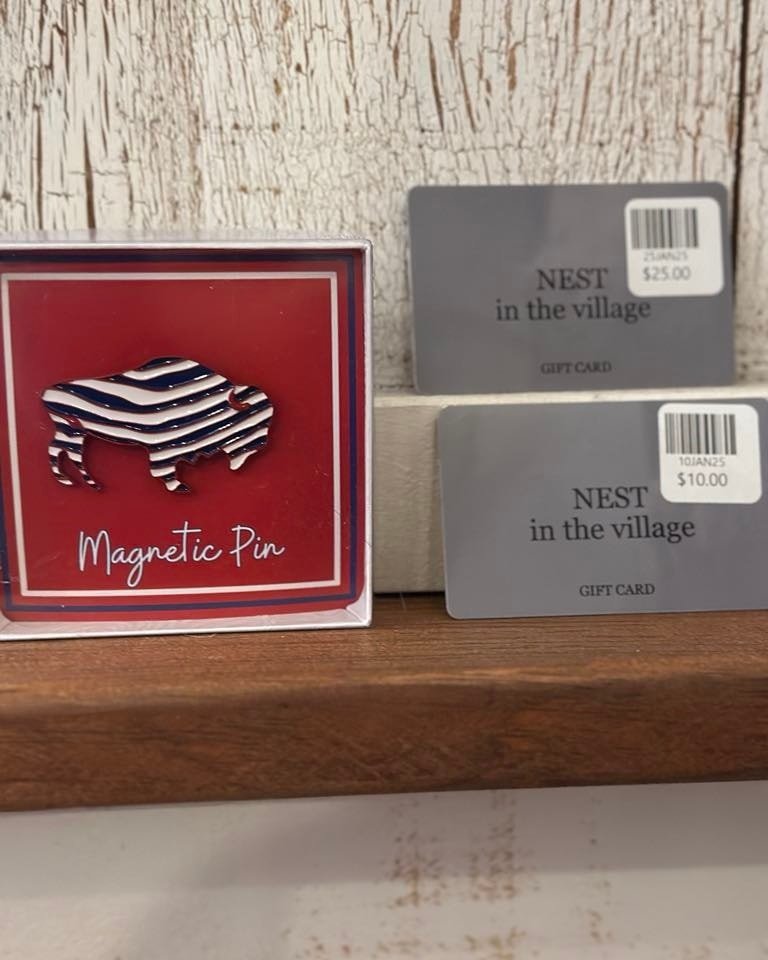 Magnetic Pin
25JAN25
$25.00
NEST
in the village
GIFT CARD
10JAN25
$10.00
NEST
in the village
GIFT CARD